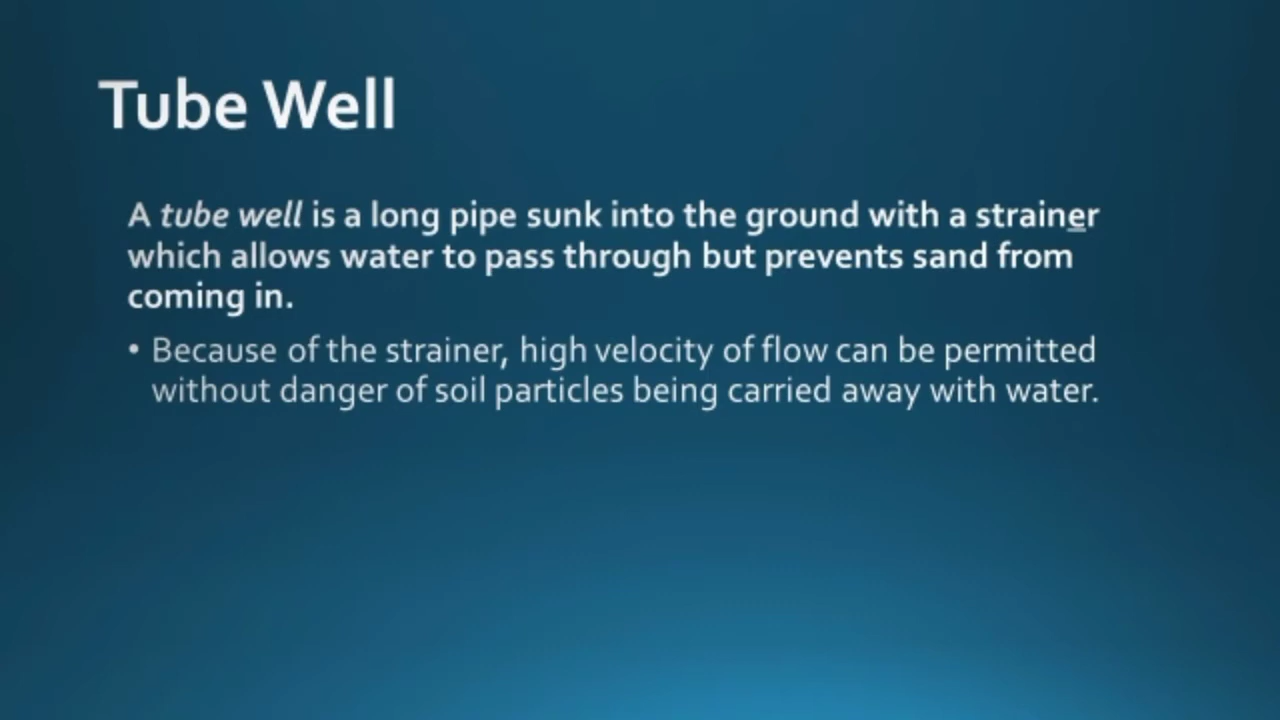 Tube Well
A tube well is a long pipe sunk into the ground with a strainer
which allows water to pass through but prevents sand from
coming in.
• Because of the strainer, high velocity of flow can be permitted
without danger of soil particles being carried away with water.